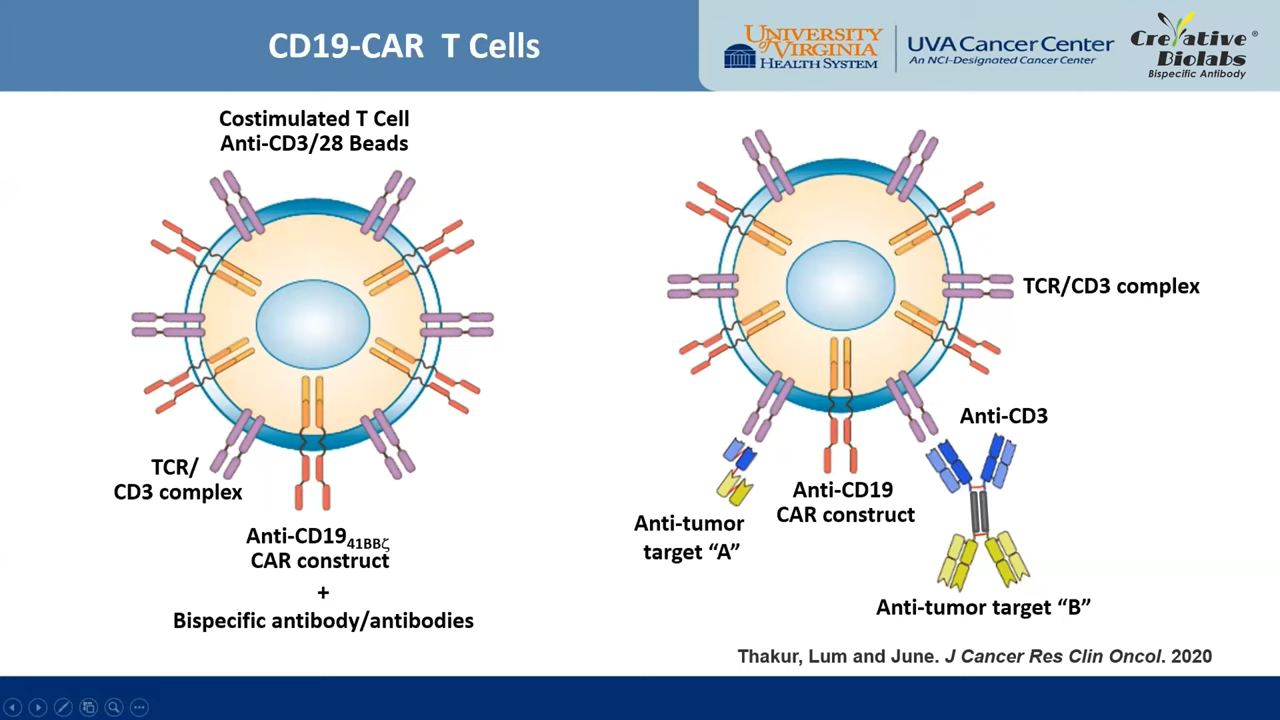 CD19-CAR T Cells
UNIVERSITY
of VIRGINIA
HEALTH SYSTEM
UVA Cancer Center
An NCI-Designated Cancer Center
Creative®
Biolabs
Bispecific Antibody
Costimulated T Cell
Anti-CD3/28 Beads
TCR/
CD3 complex
Anti-CD1941BBζ
CAR construct
+
Bispecific antibody/antibodies
TCR/CD3 complex
Anti-CD3
Anti-CD19
CAR construct
Anti-tumor
target “A”
Anti-tumor target “B”
Thakur, Lum and June. J Cancer Res Clin Oncol. 2020